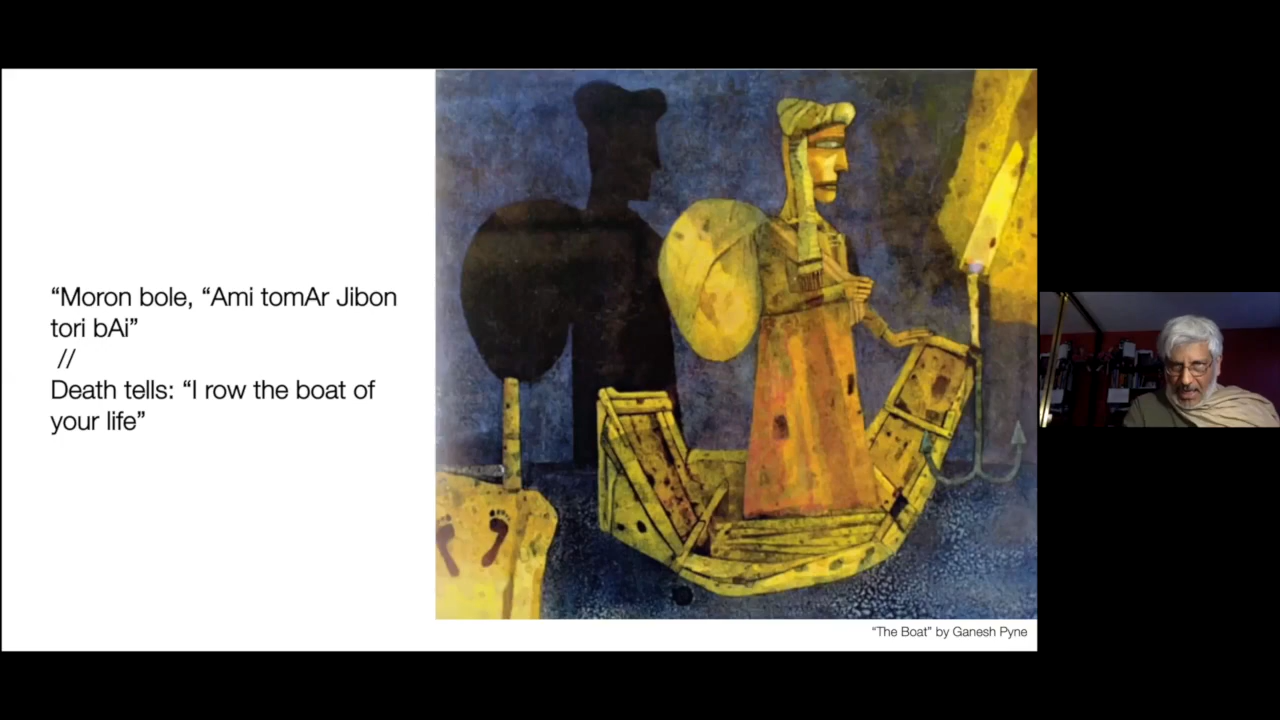 “Moron bole, “Ami tomAr Jibon
tori bAi”
//
Death tells: “I row the boat of
your life”
“The Boat” by Ganesh Pyne